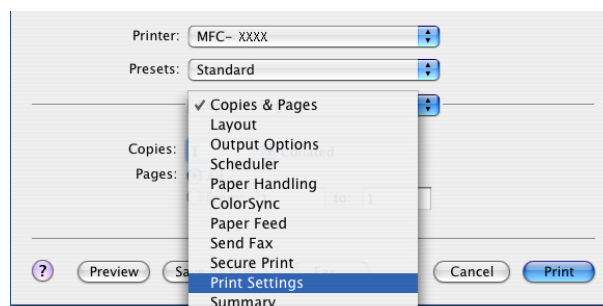 Printer: MFC- XXXX
Presets: Standard
✓ Copies & Pages
Layout
Output Options
Copies:
Scheduler
Pages:
Paper Handling
ColorSync
to: 1
Paper Feed
Send Fax
Secure Print
? Preview Sa Cancel Print
Print Settings
Summary